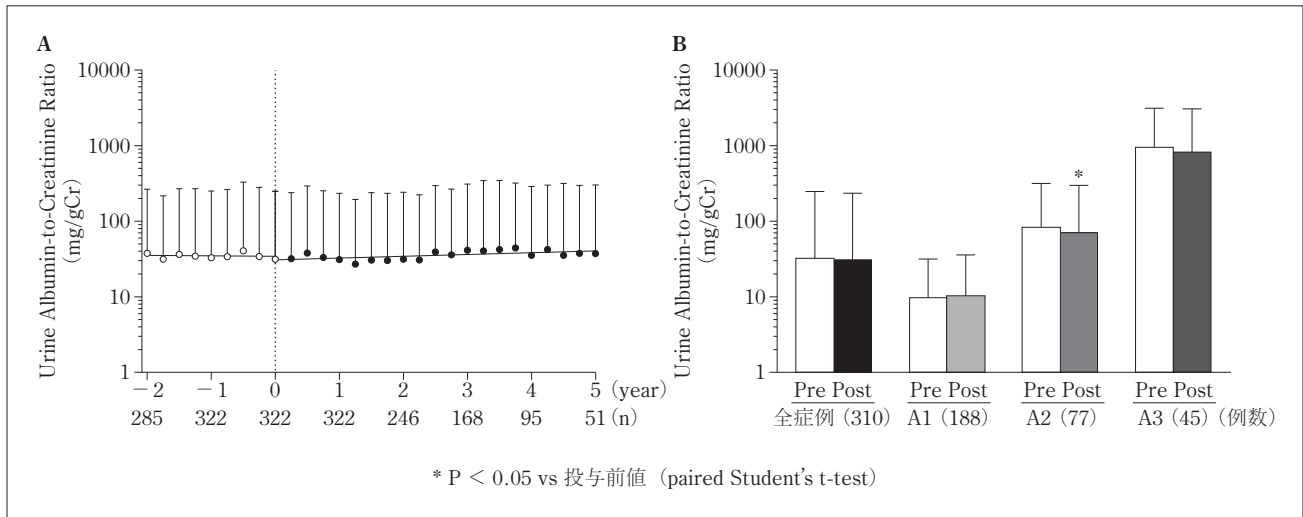 A
Urine Albumin-to-Creatinine Ratio
(mg/gCr)
10000
1000
100
10
1
−2 −1 0 1 2 3 4 5 (year)
285 322 322 322 246 168 95 51 (n)
B
Urine Albumin-to-Creatinine Ratio
(mg/gCr)
10000
1000
100
10
1
*
Pre Post Pre Post Pre Post Pre Post
全症例 (310) A1 (188) A2 (77) A3 (45) (例数)
* P < 0.05 vs 投与前値 (paired Student's t-test)